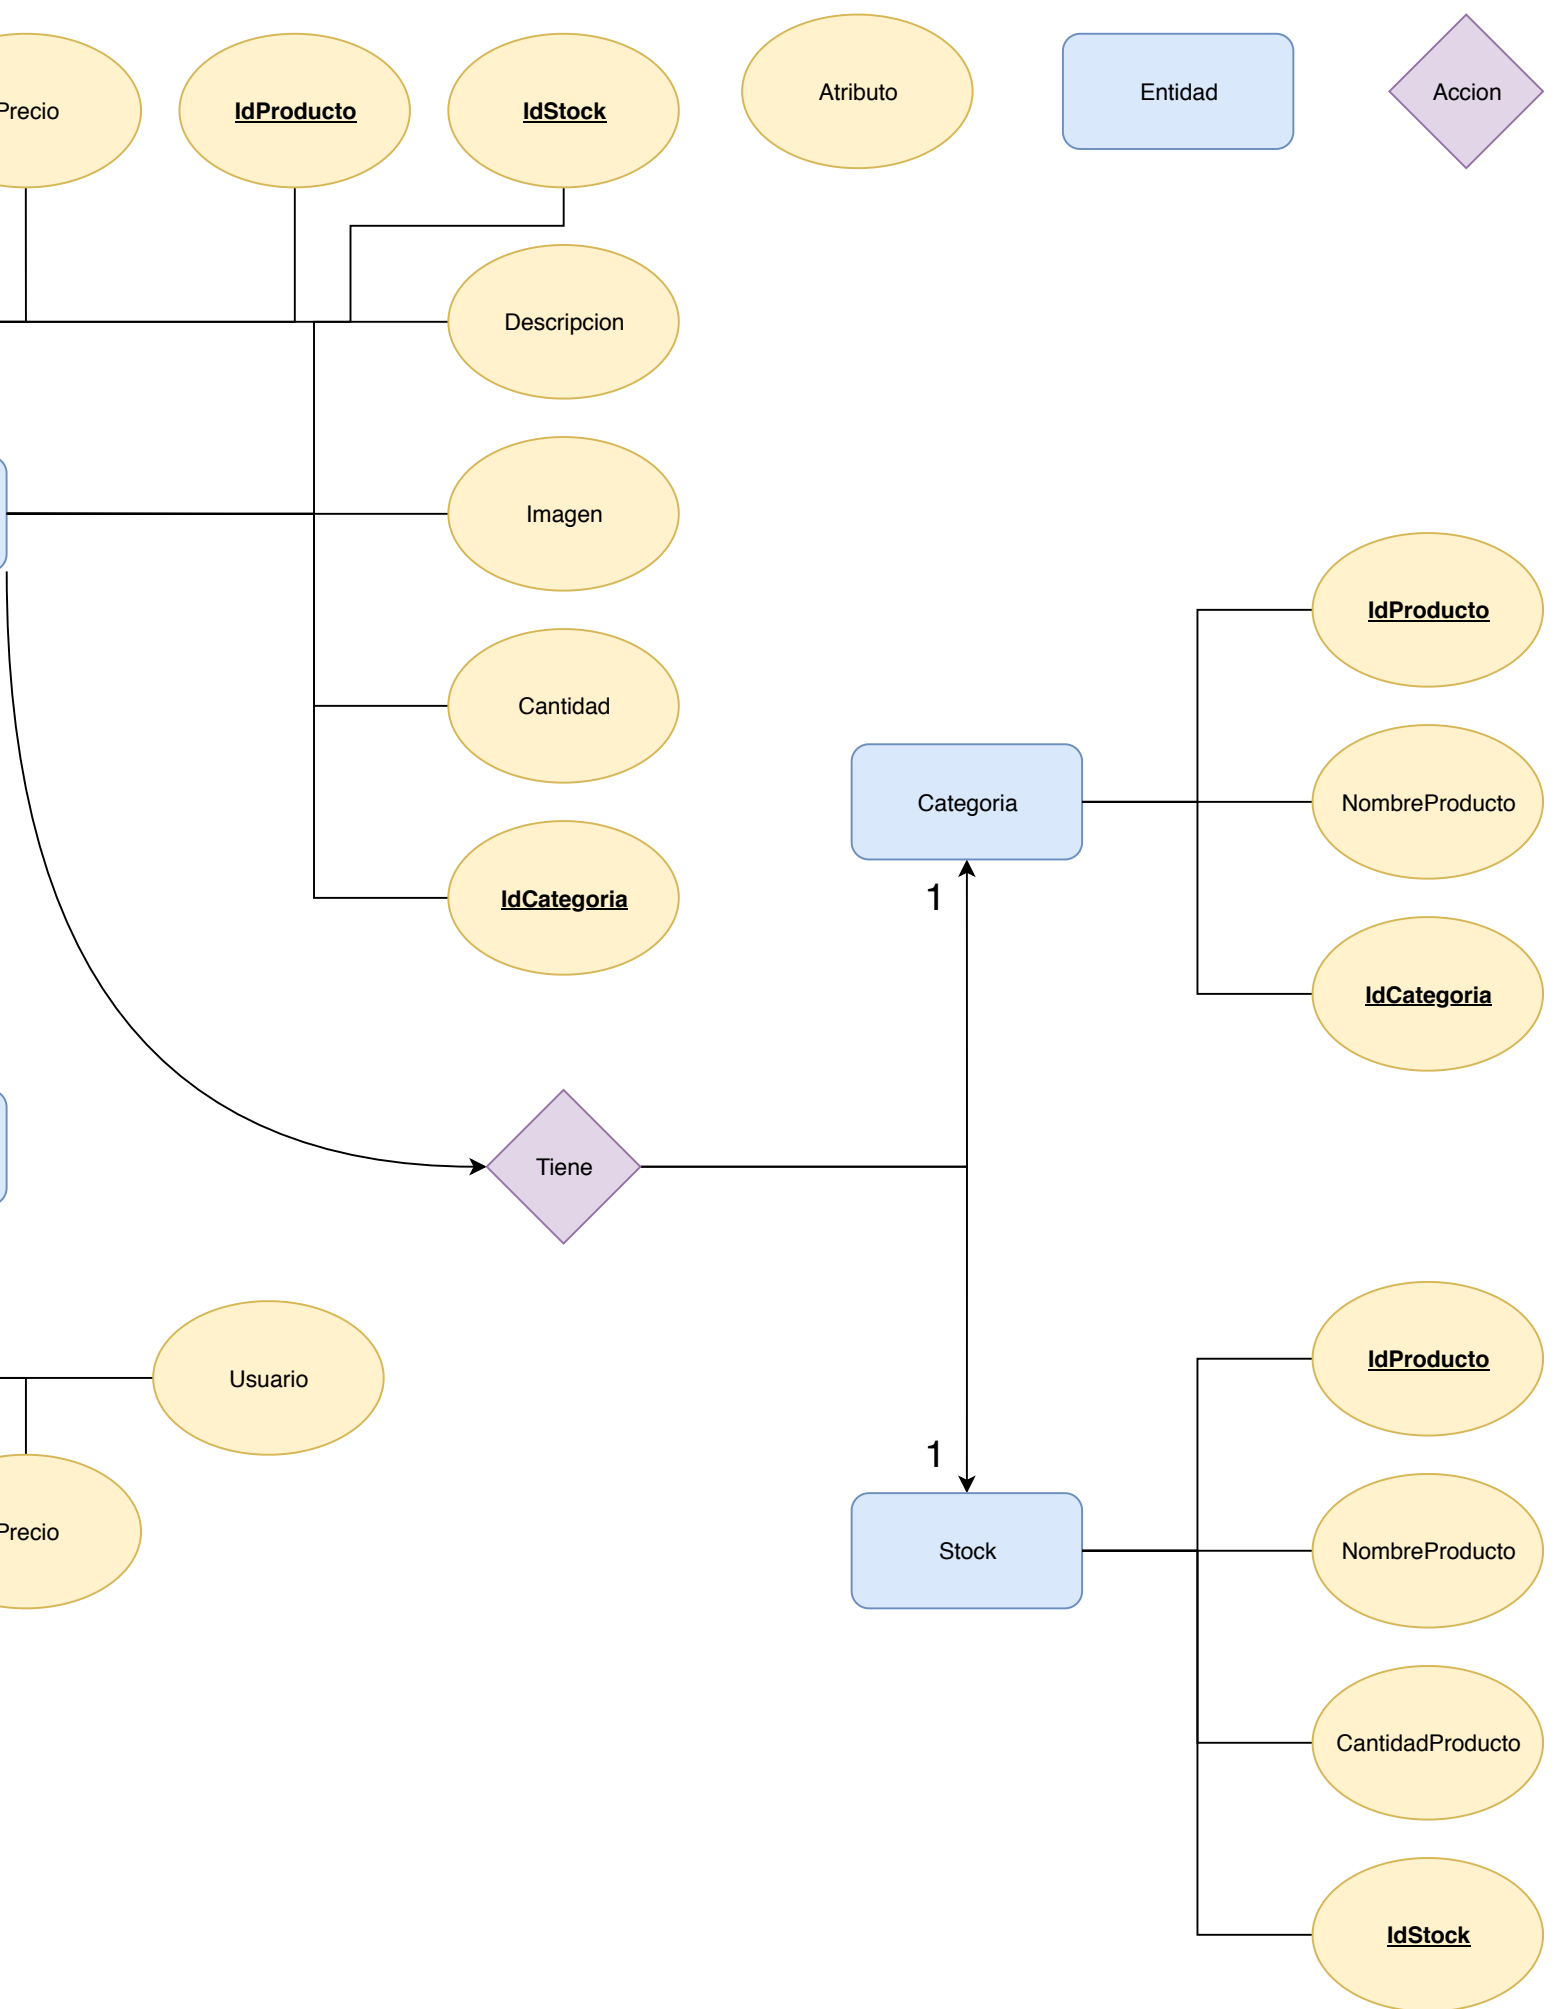 Precio
IdProducto
IdStock
Atributo
Entidad
Accion
Descripcion
Imagen
IdProducto
Cantidad
NombreProducto
Categoria
1
IdCategoria
IdCategoria
Tiene
IdProducto
Usuario
1
Precio
Stock
NombreProducto
CantidadProducto
IdStock